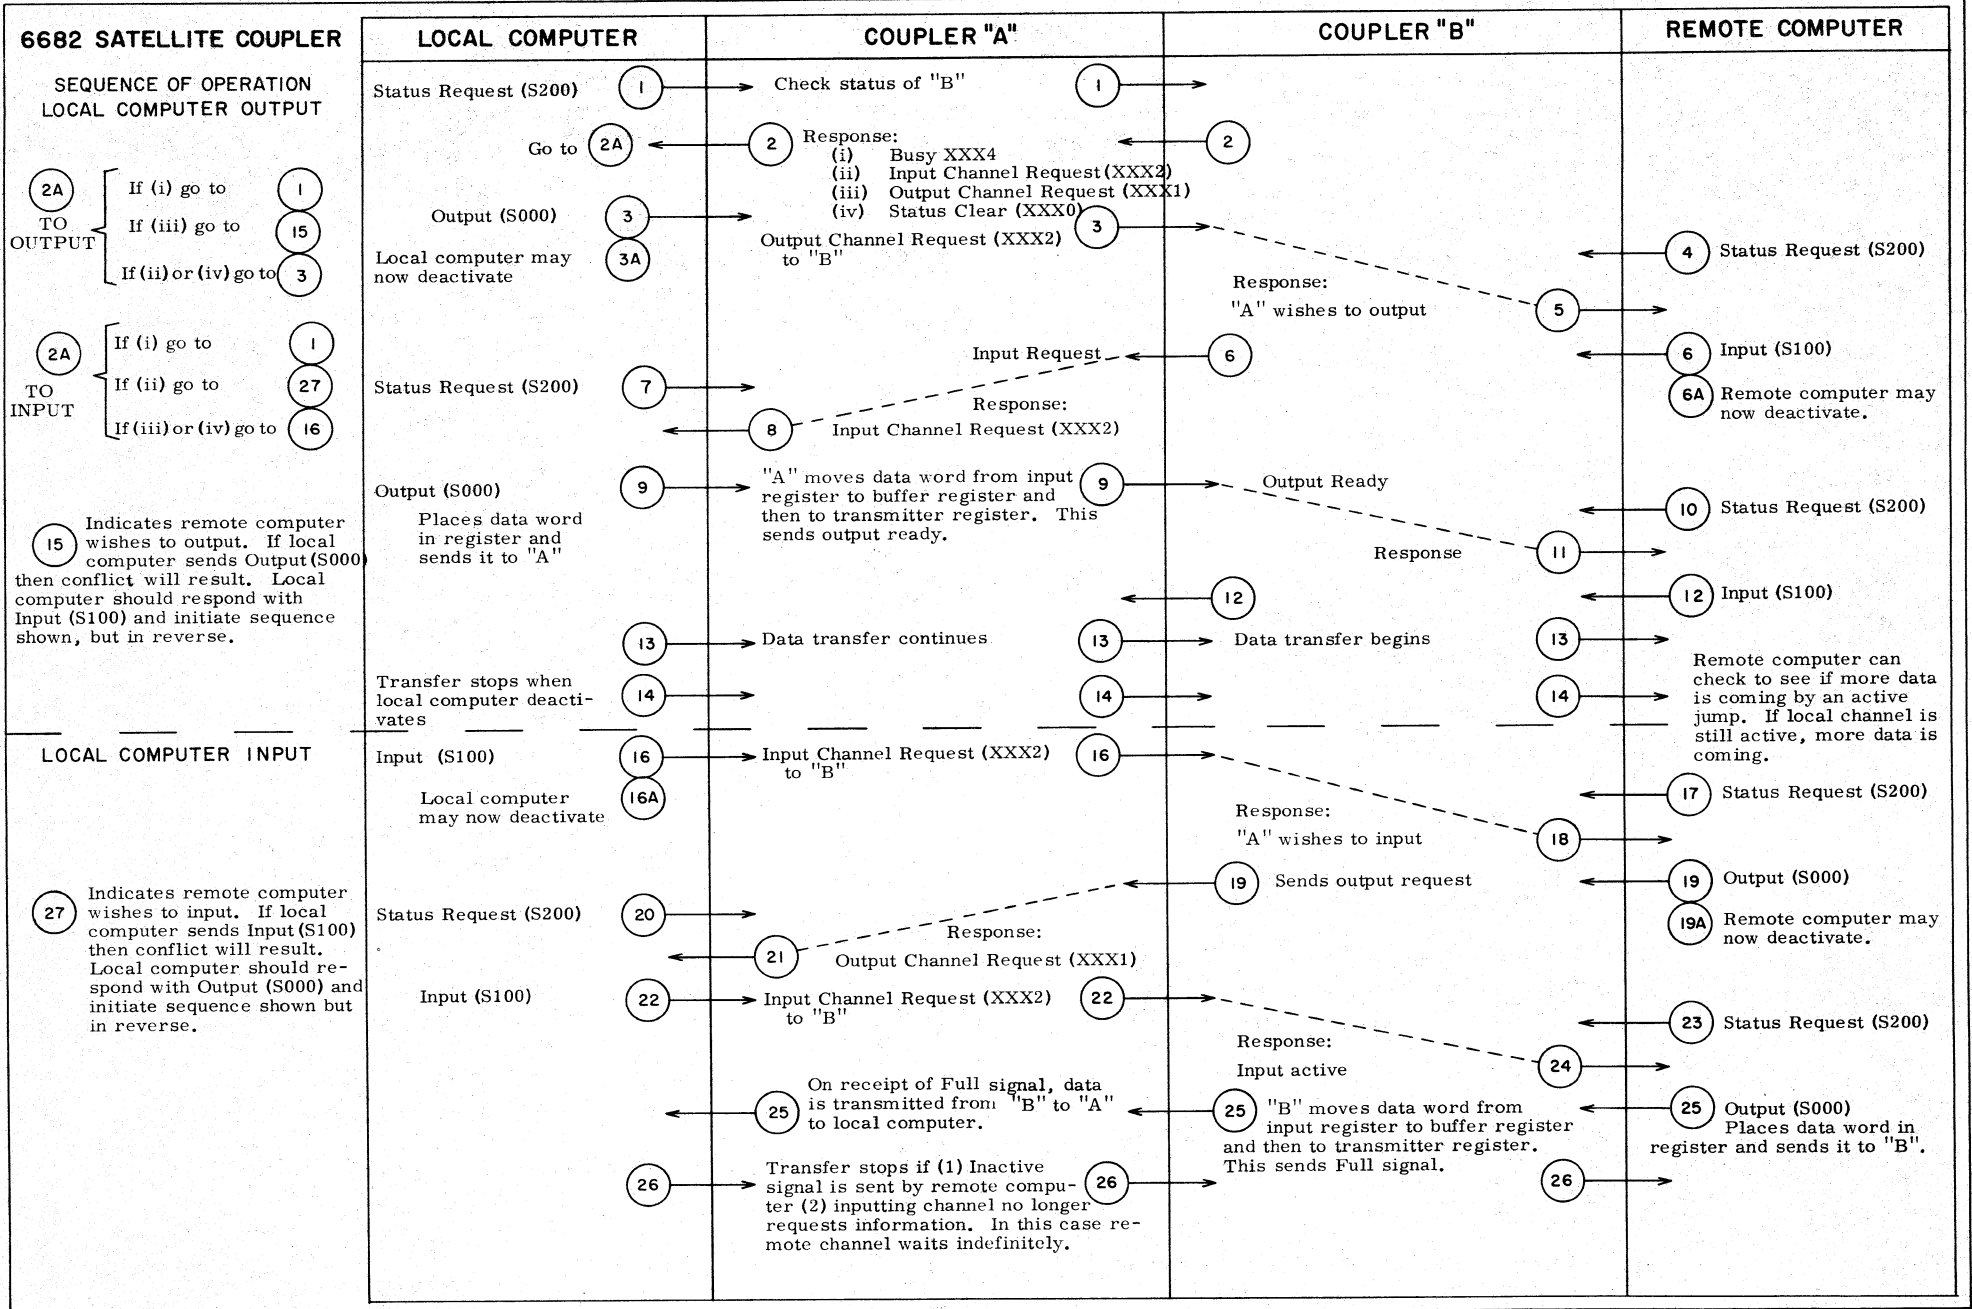 6682 SATELLITE COUPLER
SEQUENCE OF OPERATION
LOCAL COMPUTER OUTPUT
2A
TO
OUTPUT
If (i) go to 1
If (iii) go to 15
If (ii) or (iv) go to 3
2A
TO
INPUT
If (i) go to 1
If (ii) go to 27
If (iii) or (iv) go to 16
15 Indicates remote computer
wishes to output. If local
computer sends Output (S000)
then conflict will result. Local
computer should respond with
Input (S100) and initiate sequence
shown, but in reverse.
LOCAL COMPUTER INPUT
27 Indicates remote computer
wishes to input. If local
computer sends Input (S100)
then conflict will result.
Local computer should re-
spond with Output (S000) and
initiate sequence shown but
in reverse.
LOCAL COMPUTER
Status Request (S200) 1
Go to 2A
Output (S000) 3
Local computer may 3A
now deactivate
Status Request (S200) 7
Output (S000) 9
Places data word
in register and
sends it to "A"
13
Transfer stops when
local computer deacti- 14
vates
Input (S100) 16
Local computer 16A
may now deactivate
Status Request (S200) 20
Input (S100) 22
26
COUPLER "A"
Check status of "B" 1
2 Response:
(i) Busy XXX4
(ii) Input Channel Request (XXX2)
(iii) Output Channel Request (XXX1)
(iv) Status Clear (XXX0)
Output Channel Request (XXX2) 3
to "B"
Input Request
Response:
8 Input Channel Request (XXX2)
"A" moves data word from input
register to buffer register and 9
then to transmitter register. This
sends output ready.
Data transfer continues 13
14
Input Channel Request (XXX2) 16
to "B"
Response:
21 Output Channel Request (XXX1)
Input Channel Request (XXX2) 22
to "B"
On receipt of Full signal, data
25 is transmitted from "B" to "A"
to local computer.
Transfer stops if (1) Inactive
signal is sent by remote compu- 26
ter (2) inputting channel no longer
requests information. In this case re-
mote channel waits indefinitely.
COUPLER "B"
2
Response:
"A" wishes to output 5
6
Output Ready
Response 11
12
Data transfer begins 13
14
Response:
"A" wishes to input 18
19 Sends output request
Response:
Input active 24
25 "B" moves data word from
input register to buffer register
and then to transmitter register.
This sends Full signal.
26
REMOTE COMPUTER
4 Status Request (S200)
6 Input (S100)
6A Remote computer may
now deactivate.
10 Status Request (S200)
12 Input (S100)
Remote computer can
check to see if more data
is coming by an active
jump. If local channel is
still active, more data is
coming.
17 Status Request (S200)
19 Output (S000)
19A Remote computer may
now deactivate.
23 Status Request (S200)
25 Output (S000)
Places data word in
register and sends it to "B".